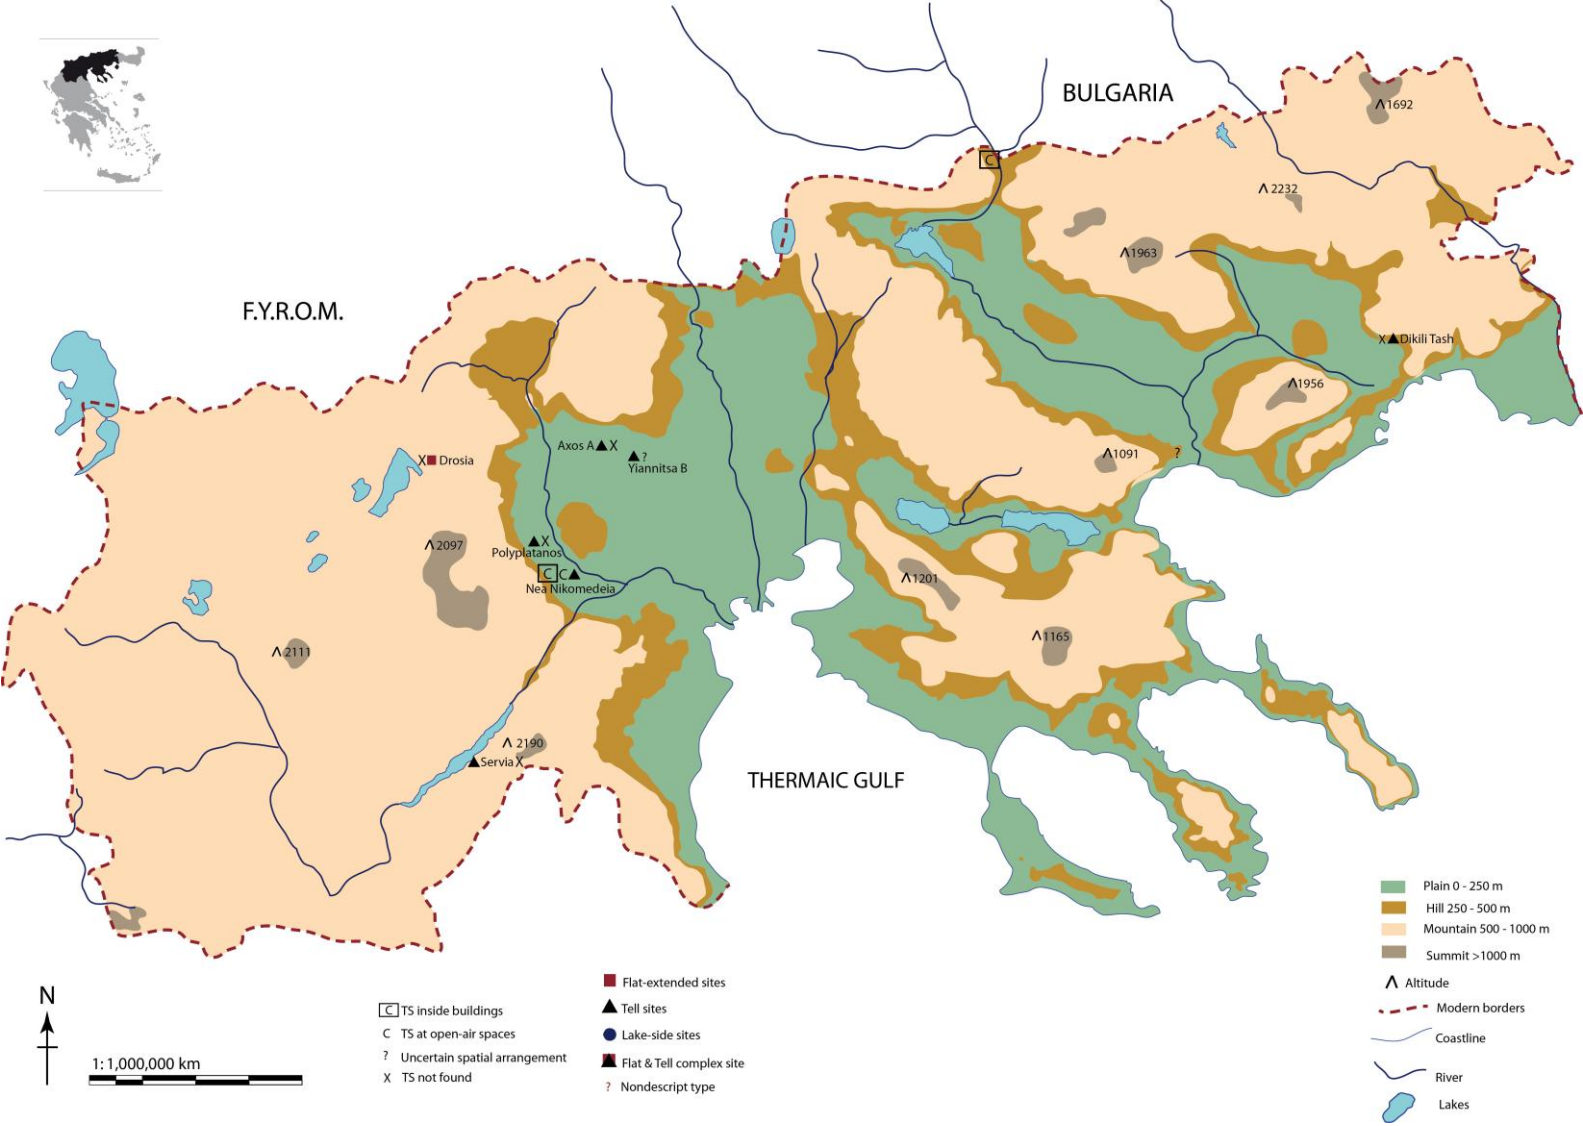 BULGARIA
Λ1692
C
Λ 2232
Λ1963
F.Y.R.O.M.
X Dikili Tash
Λ1956
Axos A X
?
Yiannitsa B
X Drosia
Λ1091
?
Λ2097
X
Polyplatanos
C C
Nea Nikomedeia
Λ1201
Λ 2111
Λ1165
Λ 2190
Servia X
THERMAIC GULF
Plain 0 - 250 m
Hill 250 - 500 m
Mountain 500 - 1000 m
Summit >1000 m
Λ Altitude
Modern borders
Coastline
River
Lakes
N
1: 1,000,000 km
C TS inside buildings
C TS at open-air spaces
? Uncertain spatial arrangement
X TS not found
Flat-extended sites
Tell sites
Lake-side sites
Flat & Tell complex site
? Nondescript type